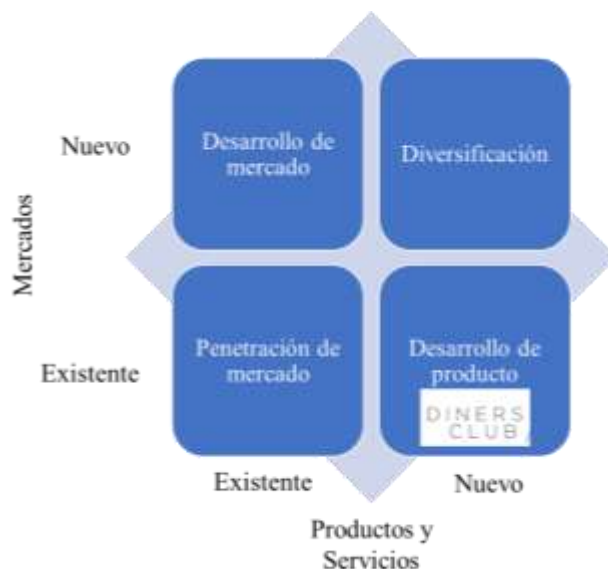 Nuevo
Desarrollo de
mercado
Diversificación
Mercados
Existente
Penetración de
mercado
Desarrollo de
producto
DINERS
CLUB
Existente
Nuevo
Productos y
Servicios